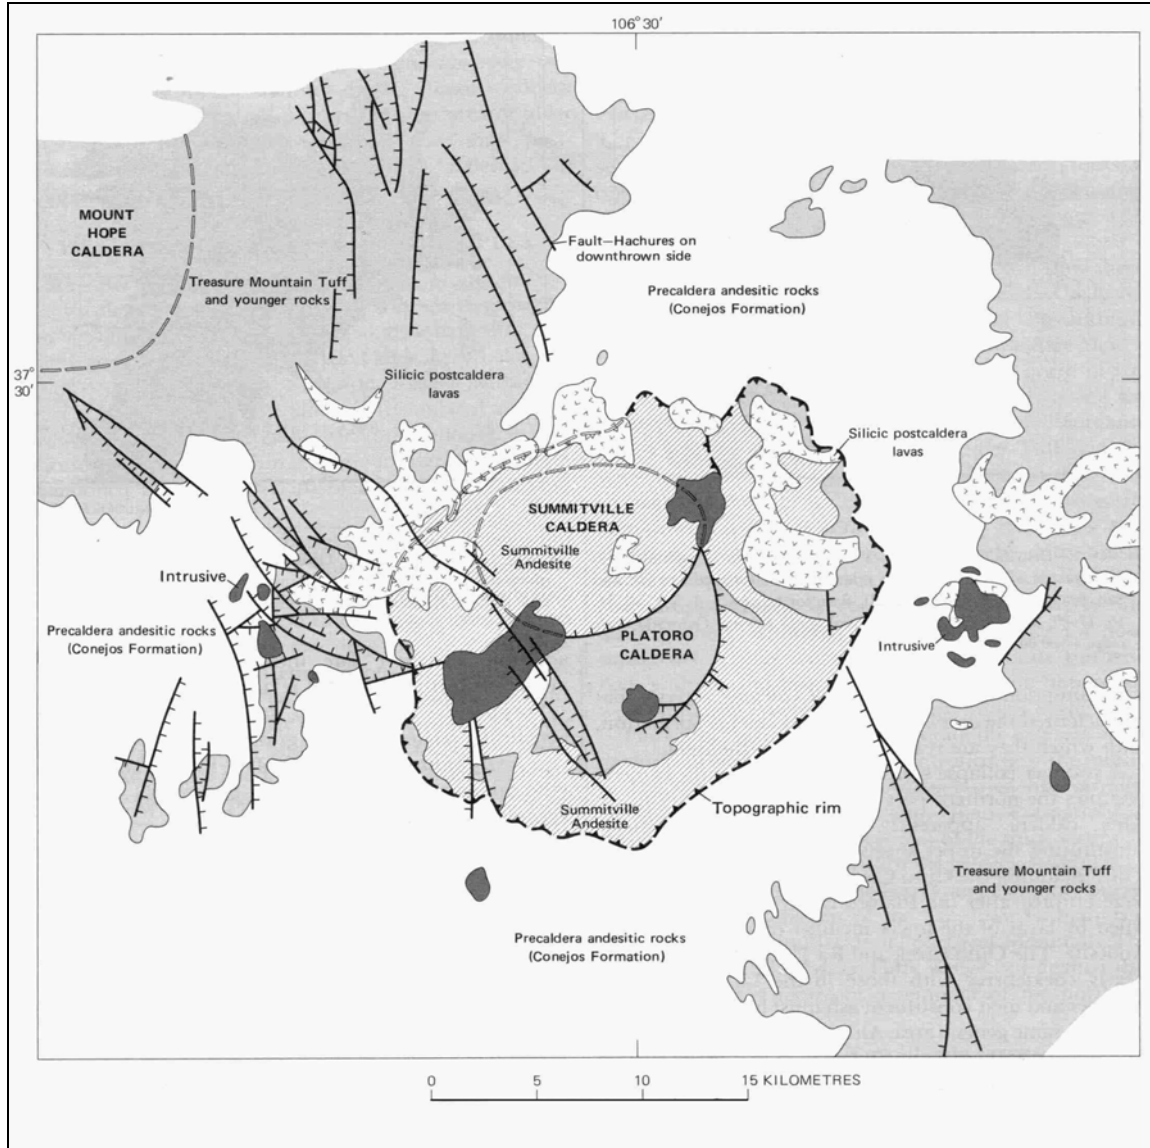 106° 30'
MOUNT
HOPE
CALDERA
Fault—Hachures on
downthrown side
Treasure Mountain Tuff
and younger rocks
Precaldera andesitic rocks
(Conejos Formation)
37°
30'
Silicic postcaldera
lavas
Silicic postcaldera
lavas
SUMMITVILLE
CALDERA
Summitville
Andesite
Intrusive
Precaldera andesitic rocks
(Conejos Formation)
PLATORO
CALDERA
Intrusive
Topographic rim
Summitville
Andesite
Treasure Mountain Tuff
and younger rocks
Precaldera andesitic rocks
(Conejos Formation)
0 5 10 15 KILOMETRES